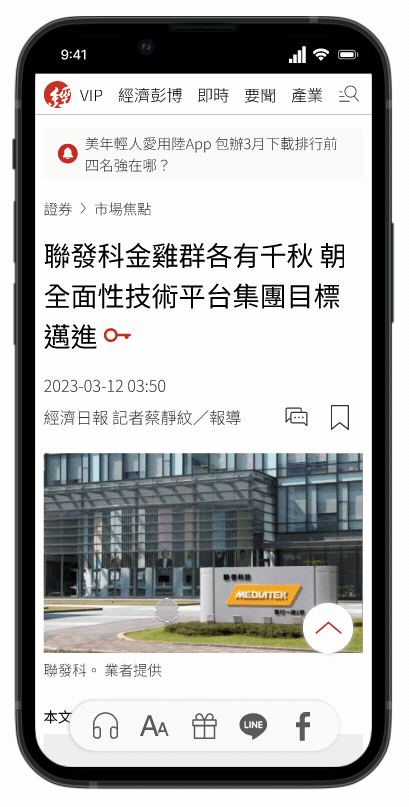 9:41
經 VIP 經濟彭博 即時 要聞 產業
美年輕人愛用陸App 包辦3月下載排行前
四名強在哪？
證券 > 市場焦點
聯發科金雞群各有千秋 朝
全面性技術平台集團目標
邁進
2023-03-12 03:50
經濟日報 記者蔡靜紋／報導
聯發科技
MEDIATEK
聯發科。 業者提供
本文
AA
LINE
f